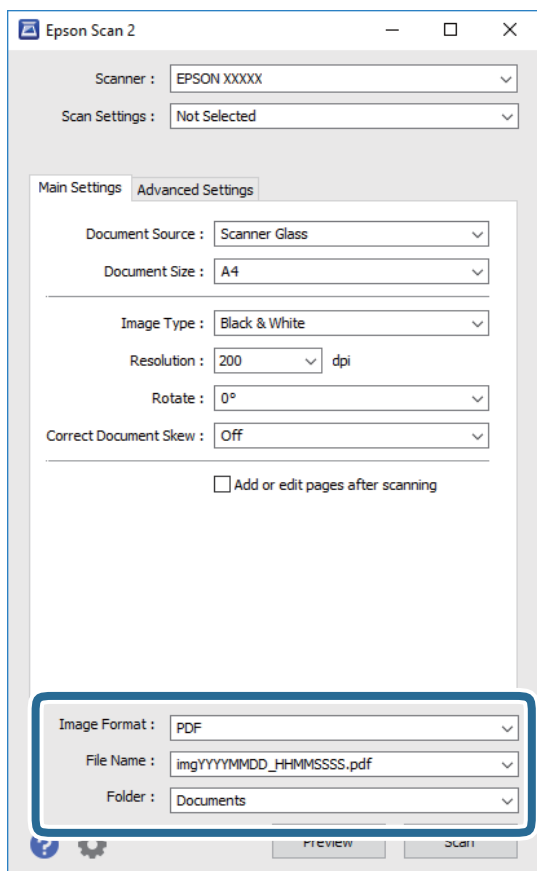 Epson Scan 2
Scanner : EPSON XXXXX
Scan Settings : Not Selected
Main Settings Advanced Settings
Document Source : Scanner Glass
Document Size : A4
Image Type : Black & White
Resolution : 200 dpi
Rotate : 0°
Correct Document Skew : Off
Add or edit pages after scanning
Image Format : PDF
File Name : imgYYYYMMDD_HHMMSSSS.pdf
Folder : Documents
? Preview Scan